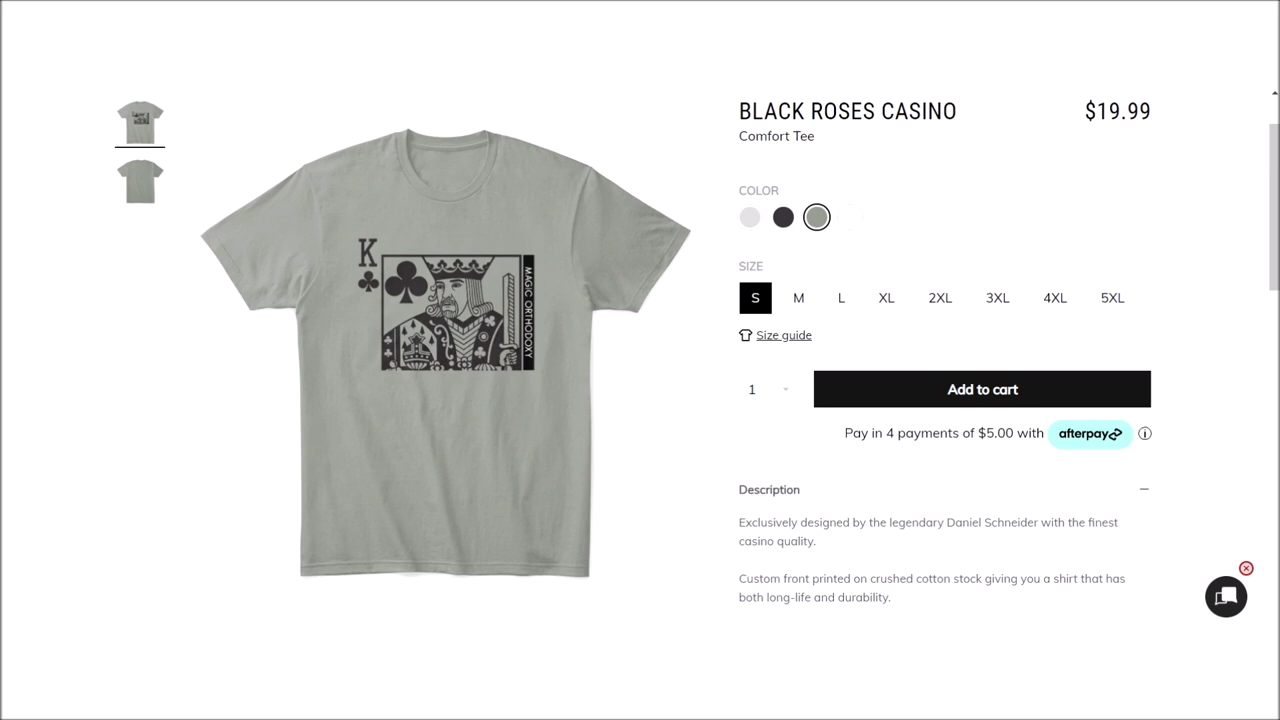 BLACK ROSES CASINO $19.99
Comfort Tee
COLOR
K
MAGIC ORTHODOXY
SIZE
S M L XL 2XL 3XL 4XL 5XL
Size guide
1 Add to cart
Pay in 4 payments of $5.00 with afterpay
Description
Exclusively designed by the legendary Daniel Schneider with the finest
casino quality.
Custom front printed on crushed cotton stock giving you a shirt that has
both long-life and durability.